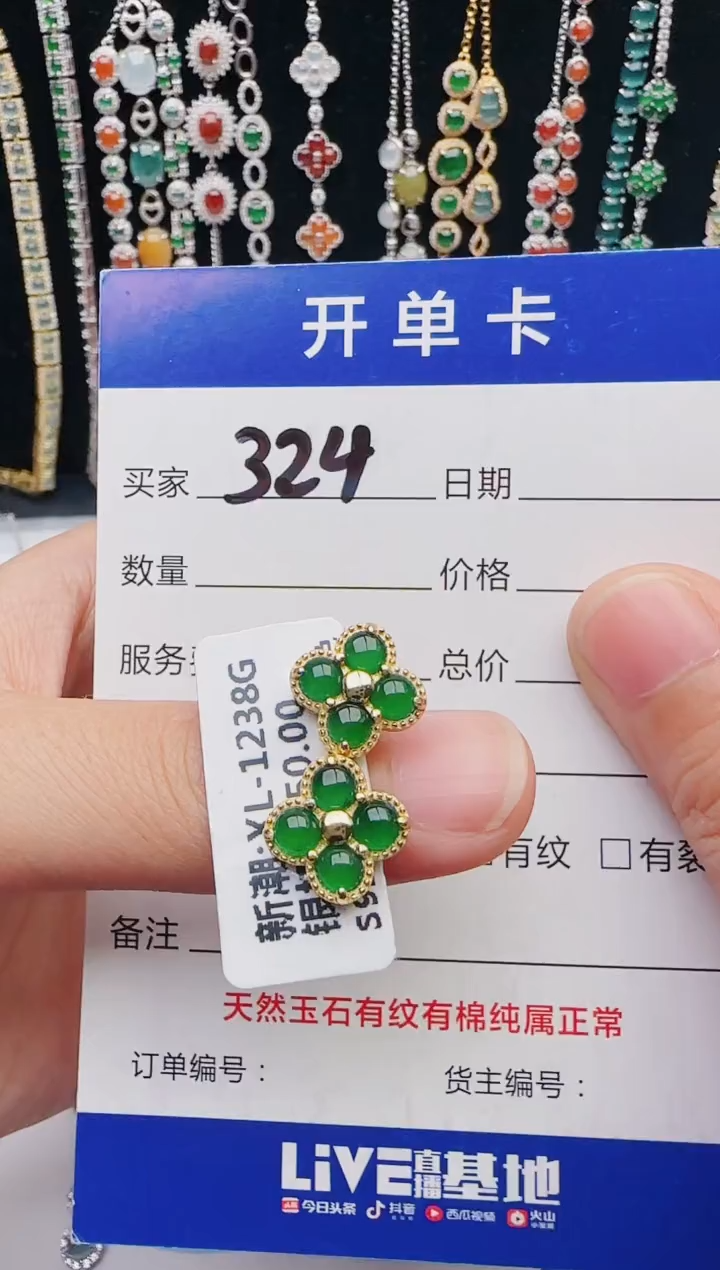 开单卡
买家 324 日期
数量 价格
服务 总价
有纹 □有裂
备注
新潮:XL-1238G
50.00
天然玉石有纹有棉纯属正常
订单编号： 货主编号：
LiVE直播基地
今日头条 抖音 西瓜视频 火山